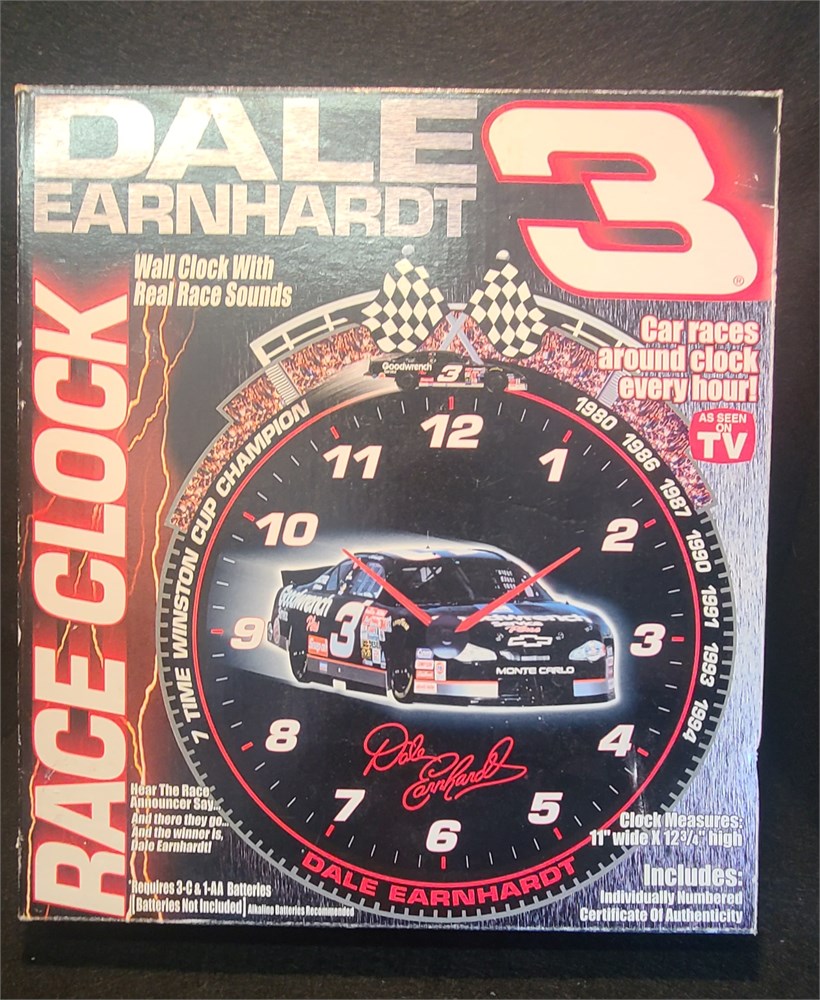 DALE
EARNHARDT
3
®
Wall Clock With
Real Race Sounds
RACE CLOCK
Car races
around clock
every hour!
AS SEEN
ON
TV
Goodwrench
3
7 TIME WINSTON CUP CHAMPION
1980 1986 1987 1990 1991 1993 1994
12
1
2
3
4
5
6
7
8
9
10
11
Goodwrench
Plus
3
MONTE CARLO
Dale
Earnhardt
DALE EARNHARDT
Hear The Race
Announcer Say...
And there they go...
And the winner is,
Dale Earnhardt!
*Requires 3-C & 1-AA Batteries
[Batteries Not Included] Alkaline Batteries Recommended
Clock Measures:
11" wide X 12 3/4" high
Includes:
Individually Numbered
Certificate Of Authenticity